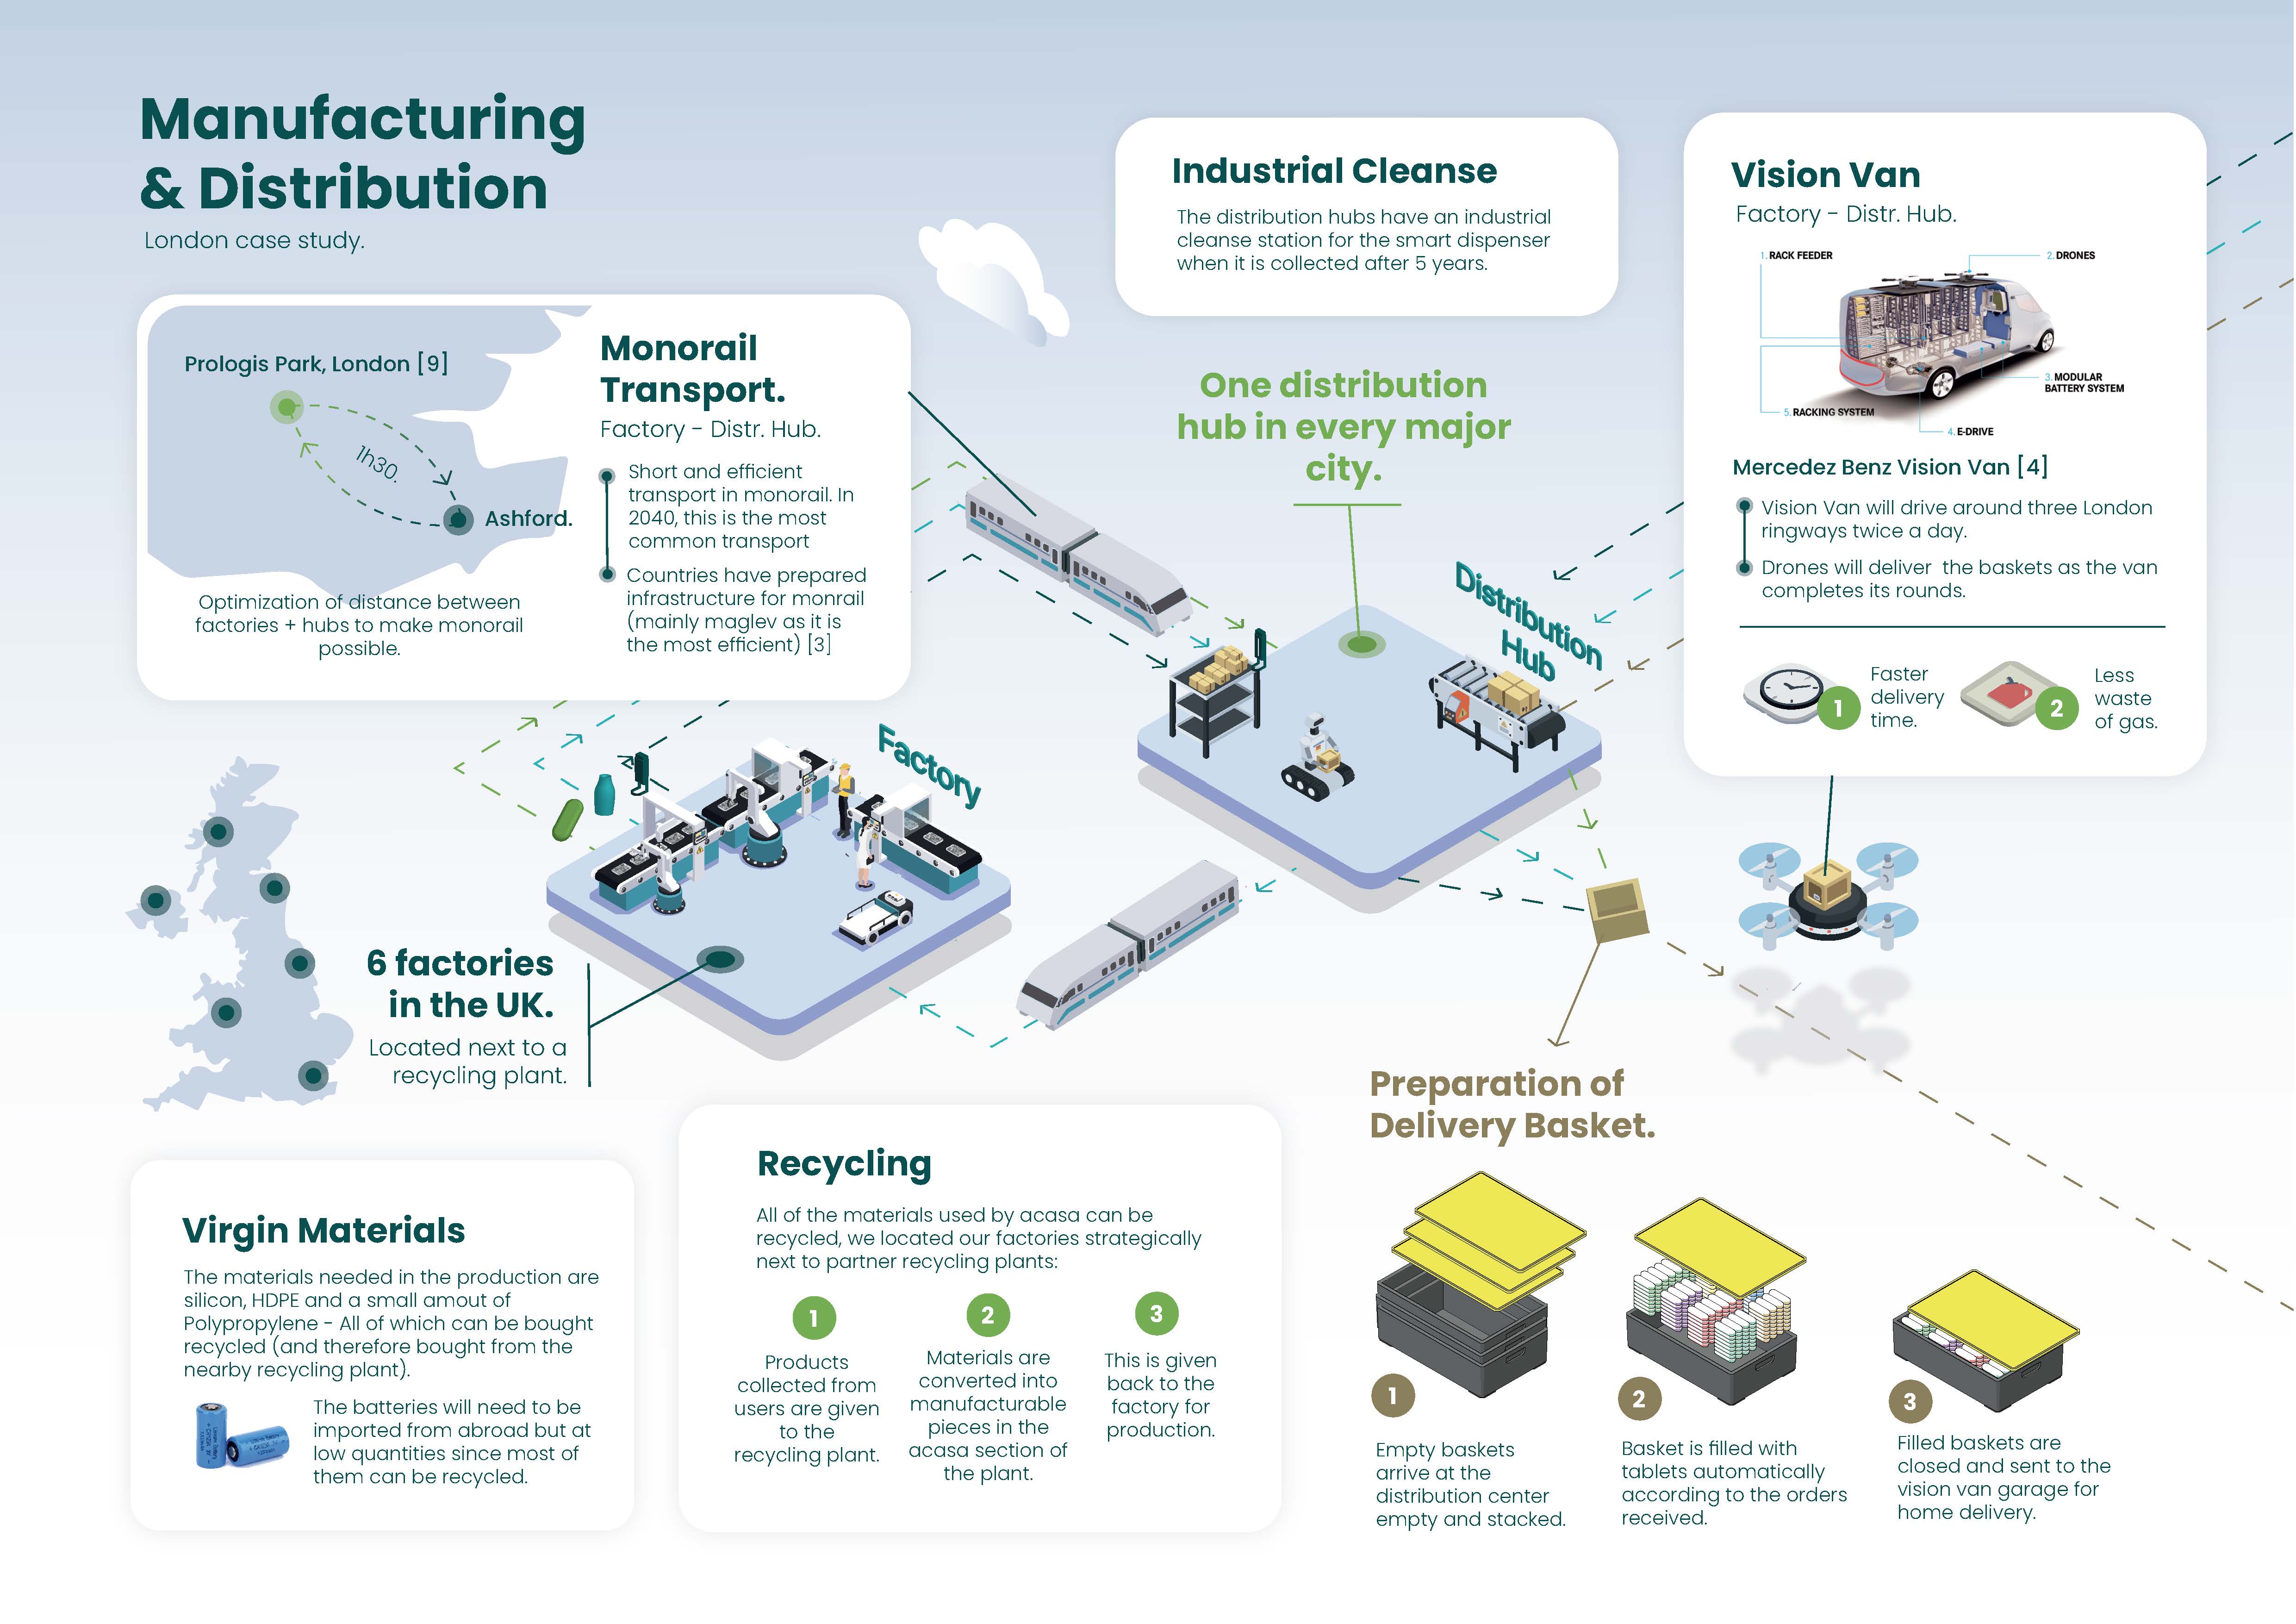 Manufacturing
& Distribution
London case study.
Prologis Park, London [9]
1h30.
Ashford.
Optimization of distance between
factories + hubs to make monorail
possible.
Monorail
Transport.
Factory - Distr. Hub.
Short and efficient
transport in monorail. In
2040, this is the most
common transport
Countries have prepared
infrastructure for monrail
(mainly maglev as it is
the most efficient) [3]
Industrial Cleanse
The distribution hubs have an industrial
cleanse station for the smart dispenser
when it is collected after 5 years.
One distribution
hub in every major
city.
Distribution
Hub
Vision Van
Factory - Distr. Hub.
1. RACK FEEDER
2. DRONES
3. MODULAR
BATTERY SYSTEM
5. RACKING SYSTEM
4. E-DRIVE
Mercedez Benz Vision Van [4]
Vision Van will drive around three London
ringways twice a day.
Drones will deliver  the baskets as the van
completes its rounds.
1
Faster
delivery
time.
2
Less
waste
of gas.
Factory
6 factories
in the UK.
Located next to a
recycling plant.
Virgin Materials
The materials needed in the production are
silicon, HDPE and a small amout of
Polypropylene - All of which can be bought
recycled (and therefore bought from the
nearby recycling plant).
The batteries will need to be
imported from abroad but at
low quantities since most of
them can be recycled.
Recycling
All of the materials used by acasa can be
recycled, we located our factories strategically
next to partner recycling plants:
1
Products
collected from
users are given
to the
recycling plant.
2
Materials are
converted into
manufacturable
pieces in the
acasa section of
the plant.
3
This is given
back to the
factory for
production.
Preparation of
Delivery Basket.
1
Empty baskets
arrive at the
distribution center
empty and stacked.
2
Basket is filled with
tablets automatically
according to the orders
received.
3
Filled baskets are
closed and sent to the
vision van garage for
home delivery.